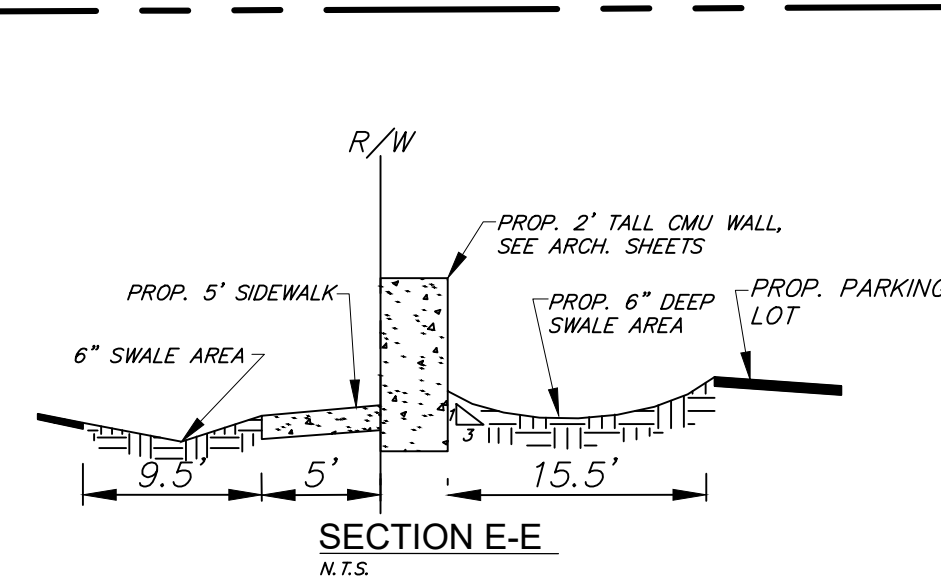 R/W
PROP. 2' TALL CMU WALL,
SEE ARCH. SHEETS
PROP. 5' SIDEWALK
PROP. 6" DEEP
SWALE AREA
PROP. PARKING
LOT
6" SWALE AREA
1
3
9.5'
5'
15.5'
SECTION E-E
N.T.S.